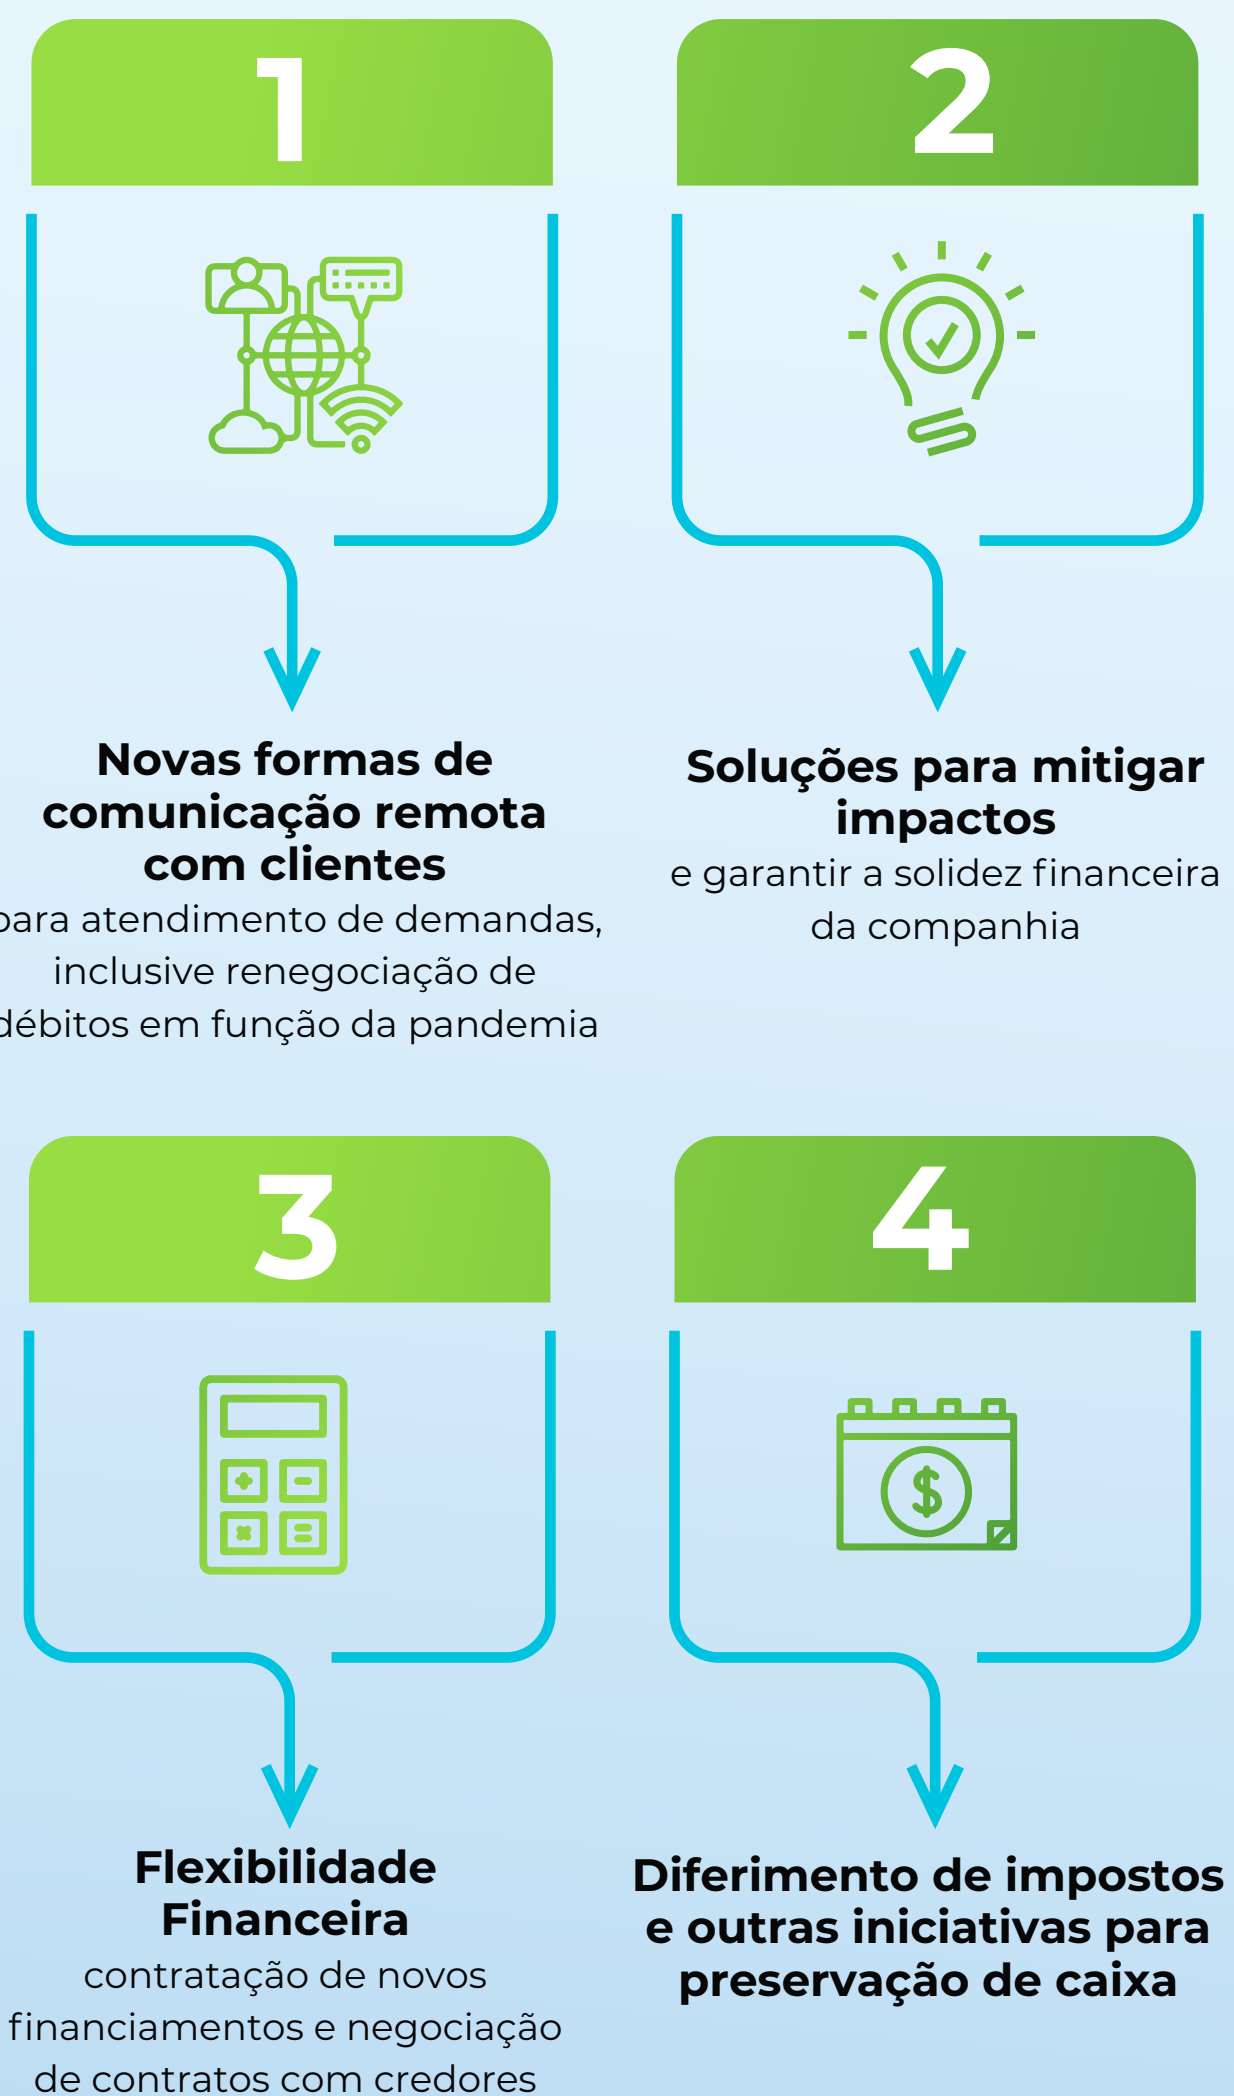 1
Novas formas de
comunicação remota
com clientes
para atendimento de demandas,
inclusive renegociação de
débitos em função da pandemia
2
Soluções para mitigar
impactos
e garantir a solidez financeira
da companhia
3
Flexibilidade
Financeira
contratação de novos
financiamentos e negociação
de contratos com credores
4
$
Diferimento de impostos
e outras iniciativas para
preservação de caixa